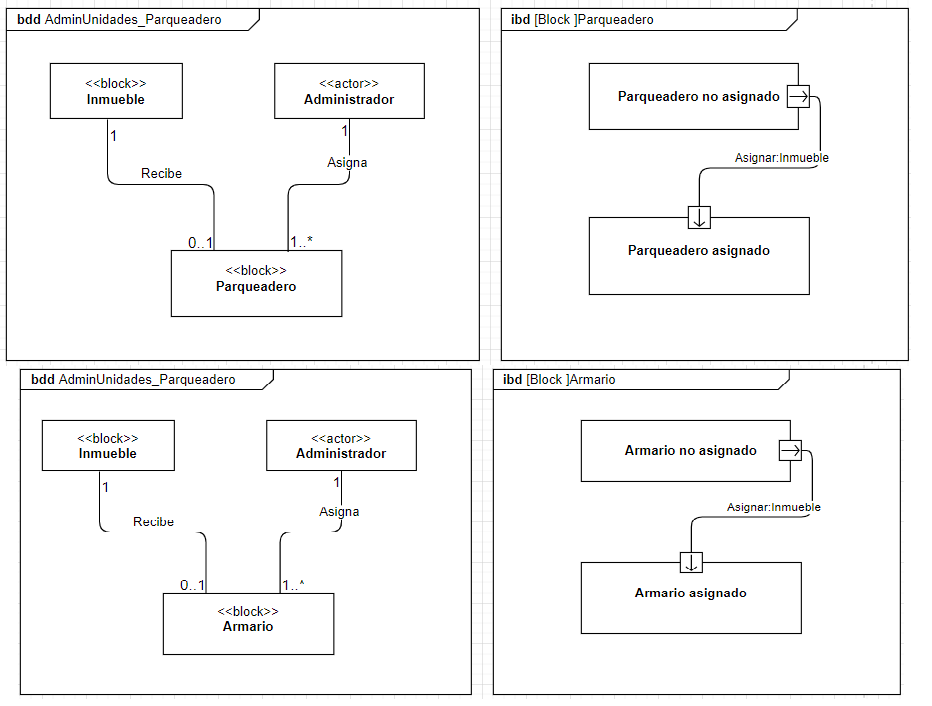 bdd AdminUnidades_Parqueadero
<<block>>
Inmueble
<<actor>>
Administrador
1
1
Recibe
Asigna
0..1
1..*
<<block>>
Parqueadero
ibd [Block ]Parqueadero
Parqueadero no asignado
Asignar:Inmueble
Parqueadero asignado
bdd AdminUnidades_Parqueadero
<<block>>
Inmueble
<<actor>>
Administrador
1
1
Recibe
Asigna
0..1
1..*
<<block>>
Armario
ibd [Block ]Armario
Armario no asignado
Asignar:Inmueble
Armario asignado